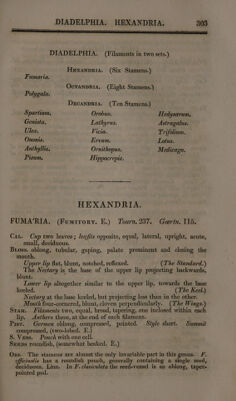 DIADELPHIA. HEXANDRIA. 303
DIADELPHIA. (Filaments in two sets.)
HEXANDRIA. (Six Stamens.)
Fumaria.
OCTANDRIA. (Eight Stamens.)
Polygala.
DECANDRIA. (Ten Stamens.)
Spartium. Orobus. Hedysarum.
Genista. Lathyrus. Astragalus.
Ulex. Vicia. Trifolium.
Ononis. Ervum. Lotus.
Anthyllis. Ornithopus. Medicago.
Pisum. Hippocrepis.
HEXANDRIA.
FUMA'RIA. (FUMITORY. E.) Tourn. 237. Gærtn. 115.
CAL. Cup two leaves; leafits opposite, equal, lateral, upright, acute,
small, deciduous.
BLOSS. oblong, tubular, gaping, palate prominent and closing the
mouth.
Upper lip flat, blunt, notched, reflexed. (The Standard.)
The Nectary is the base of the upper lip projecting backwards,
blunt.
Lower lip altogether similar to the upper lip, towards the base
keeled. (The Keel.)
Nectary at the base keeled, but projecting less than in the other.
Mouth four-cornered, blunt, cloven perpendicularly. (The Wings.)
STAM. Filaments two, equal, broad, tapering, one inclosed within each
lip. Anthers three, at the end of each filament.
PIST. Germen oblong, compressed, pointed. Style short. Summit
compressed, (two-lobed. E.)
S. VESS. Pouch with one cell.
SEEDS roundish, (somewhat beaked. E.)
OBS. The stamens are almost the only invariable part in this genus. F.
officinalis has a roundish pouch, generally containing a single seed,
deciduous. Linn. In F. claviculata the seed-vessel is an oblong, taper-
pointed pod.